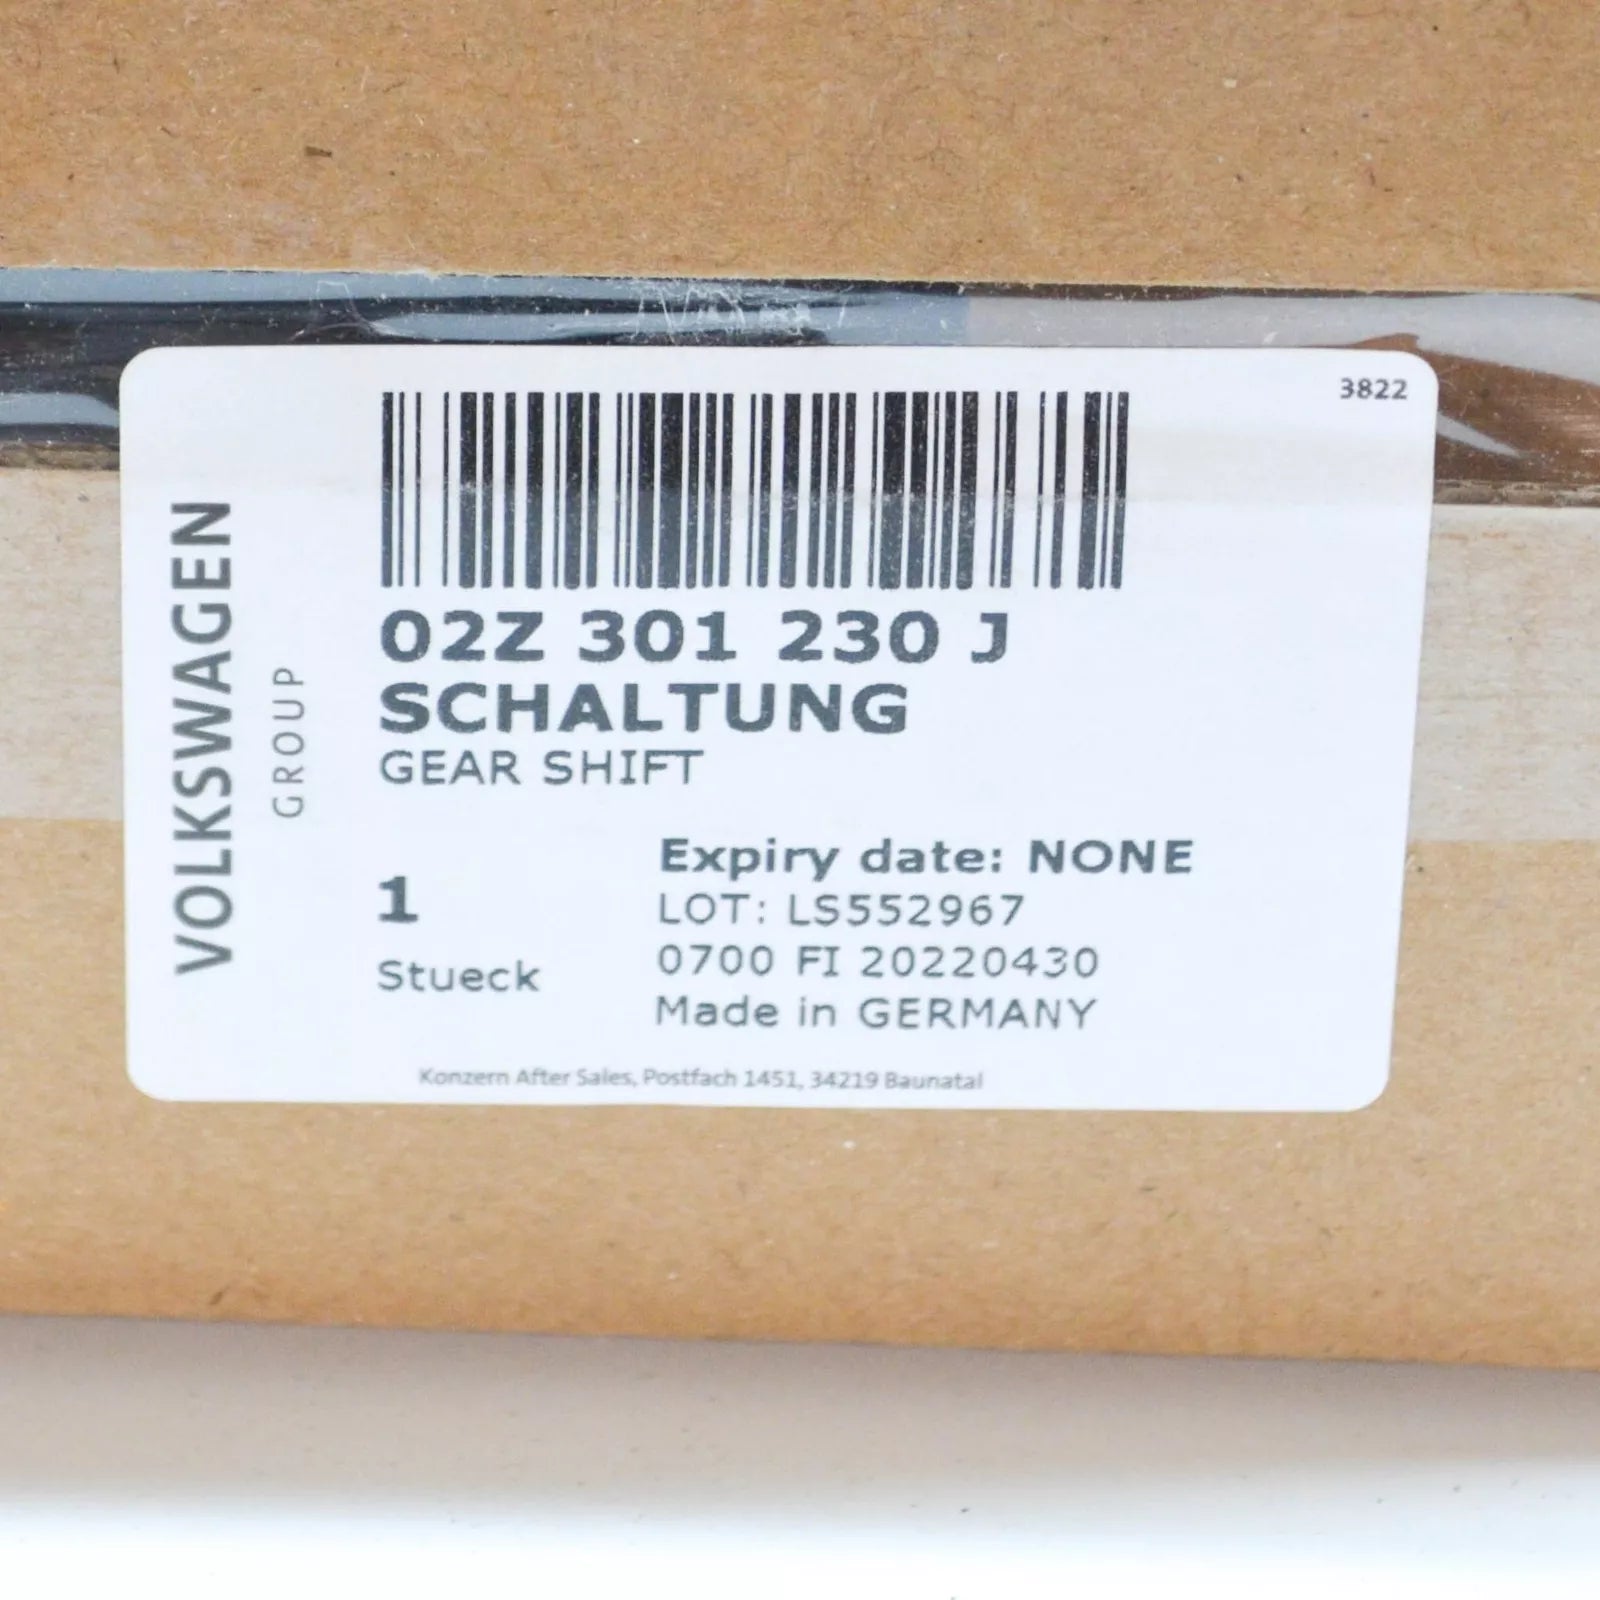 3822
VOLKSWAGEN
GROUP
02Z 301 230 J
SCHALTUNG
GEAR SHIFT
1
Stueck
Expiry date: NONE
LOT: LS552967
0700 FI 20220430
Made in GERMANY
Konzern After Sales, Postfach 1451, 34219 Baunatal